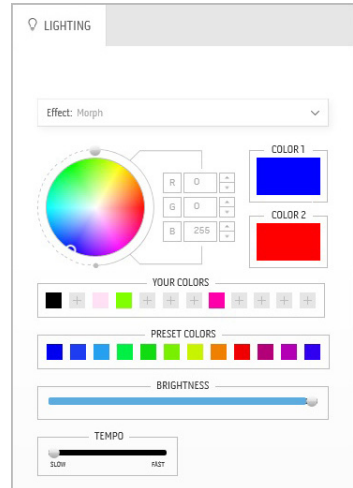 LIGHTING
Effect: Morph
COLOR 1
R 0
G 0
B 255
COLOR 2
YOUR COLORS
PRESET COLORS
BRIGHTNESS
TEMPO
SLOW FAST